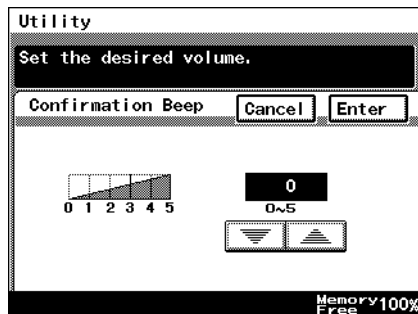 Utility
Set the desired volume.
Confirmation Beep
Cancel
Enter
0 1 2 3 4 5
0
0~5
Memory
Free 100%